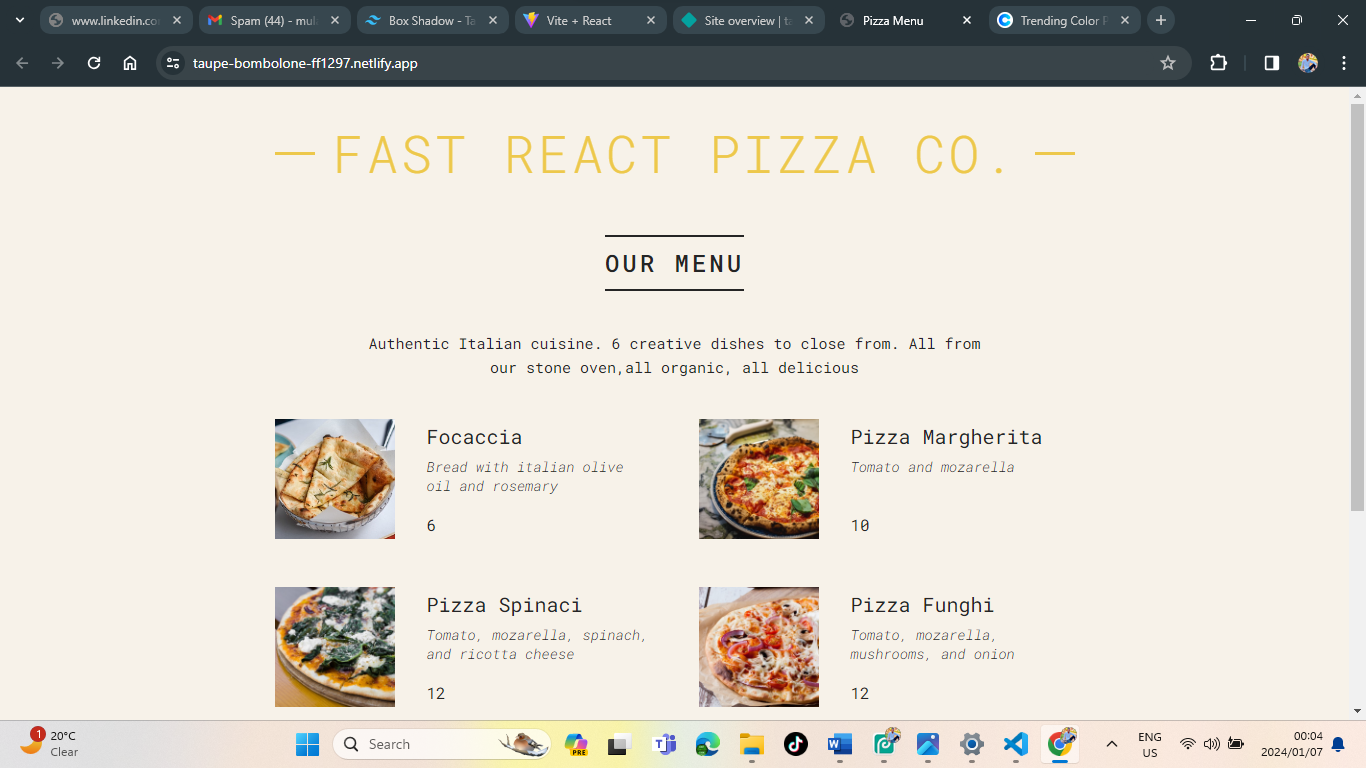 www.linkedin.co
Spam (44) - mul
Box Shadow - Ta
Vite + React
Site overview | ta
Pizza Menu
Trending Color P
taupe-bombolone-ff1297.netlify.app
— FAST REACT PIZZA CO. —
OUR MENU
Authentic Italian cuisine. 6 creative dishes to close from. All from
our stone oven,all organic, all delicious
Focaccia
Bread with italian olive
oil and rosemary
6
Pizza Margherita
Tomato and mozarella
10
Pizza Spinaci
Tomato, mozarella, spinach,
and ricotta cheese
12
Pizza Funghi
Tomato, mozarella,
mushrooms, and onion
12
1
20°C
Clear
Search
PRE
ENG
US
00:04
2024/01/07